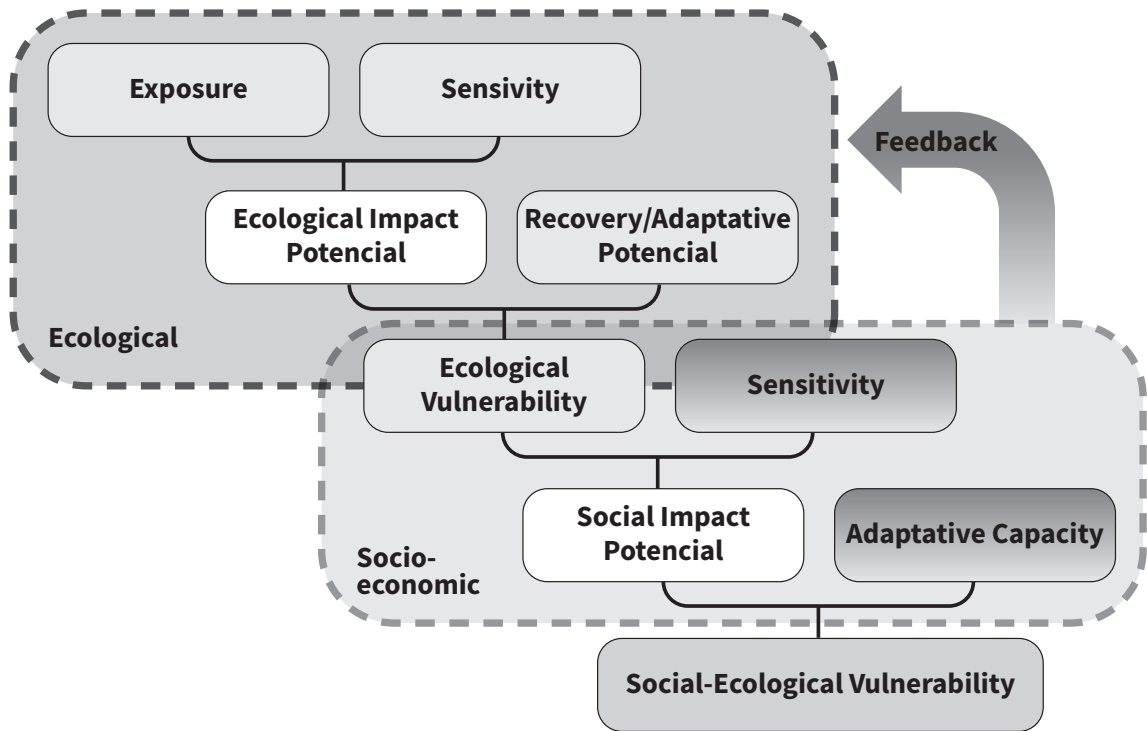 Exposure
Sensivity
Feedback
Ecological Impact
Potencial
Recovery/Adaptative
Potencial
Ecological
Ecological
Vulnerability
Sensitivity
Social Impact
Potencial
Adaptative Capacity
Socio-
economic
Social-Ecological Vulnerability